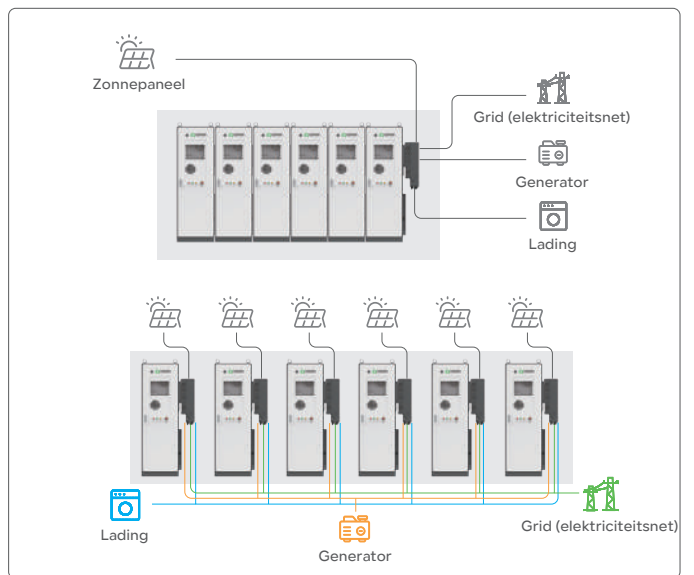 Zonnepaneel
Grid (elektriciteitsnet)
Generator
Lading
Lading
Generator
Grid (elektriciteitsnet)